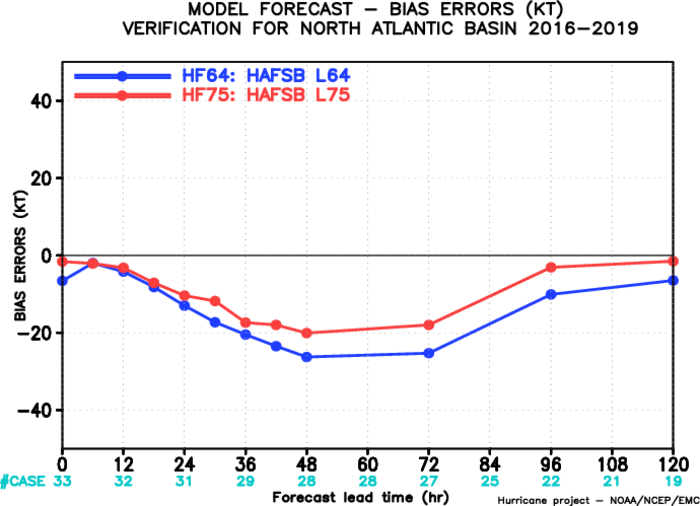 MODEL FORECAST – BIAS ERRORS (KT)
VERIFICATION FOR NORTH ATLANTIC BASIN 2016–2019
HF64: HAFSB L64
HF75: HAFSB L75
BIAS ERRORS (KT)
40
20
0
–20
–40
0 12 24 36 48 60 72 84 96 108 120
#CASE 33 32 31 29 28 28 27 25 22 21 19
Forecast lead time (hr)
Hurricane project – NOAA/NCEP/EMC